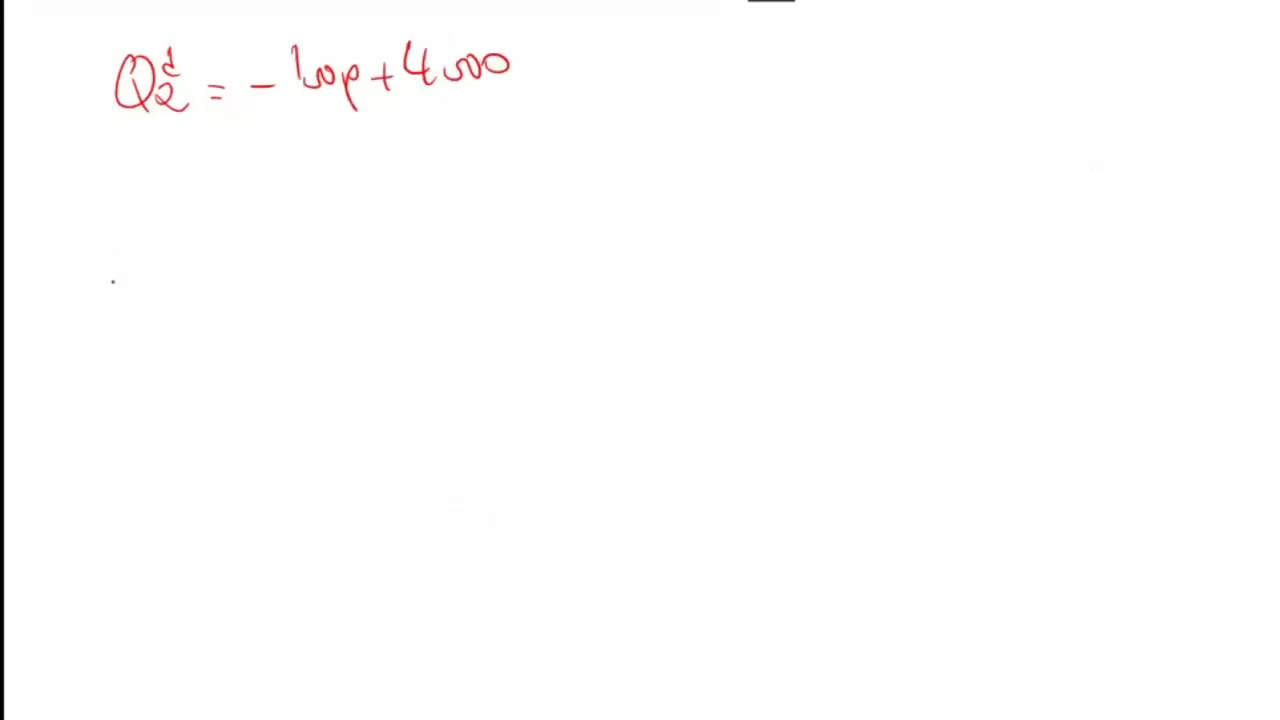 Q₂ᵈ = - 100p + 4000